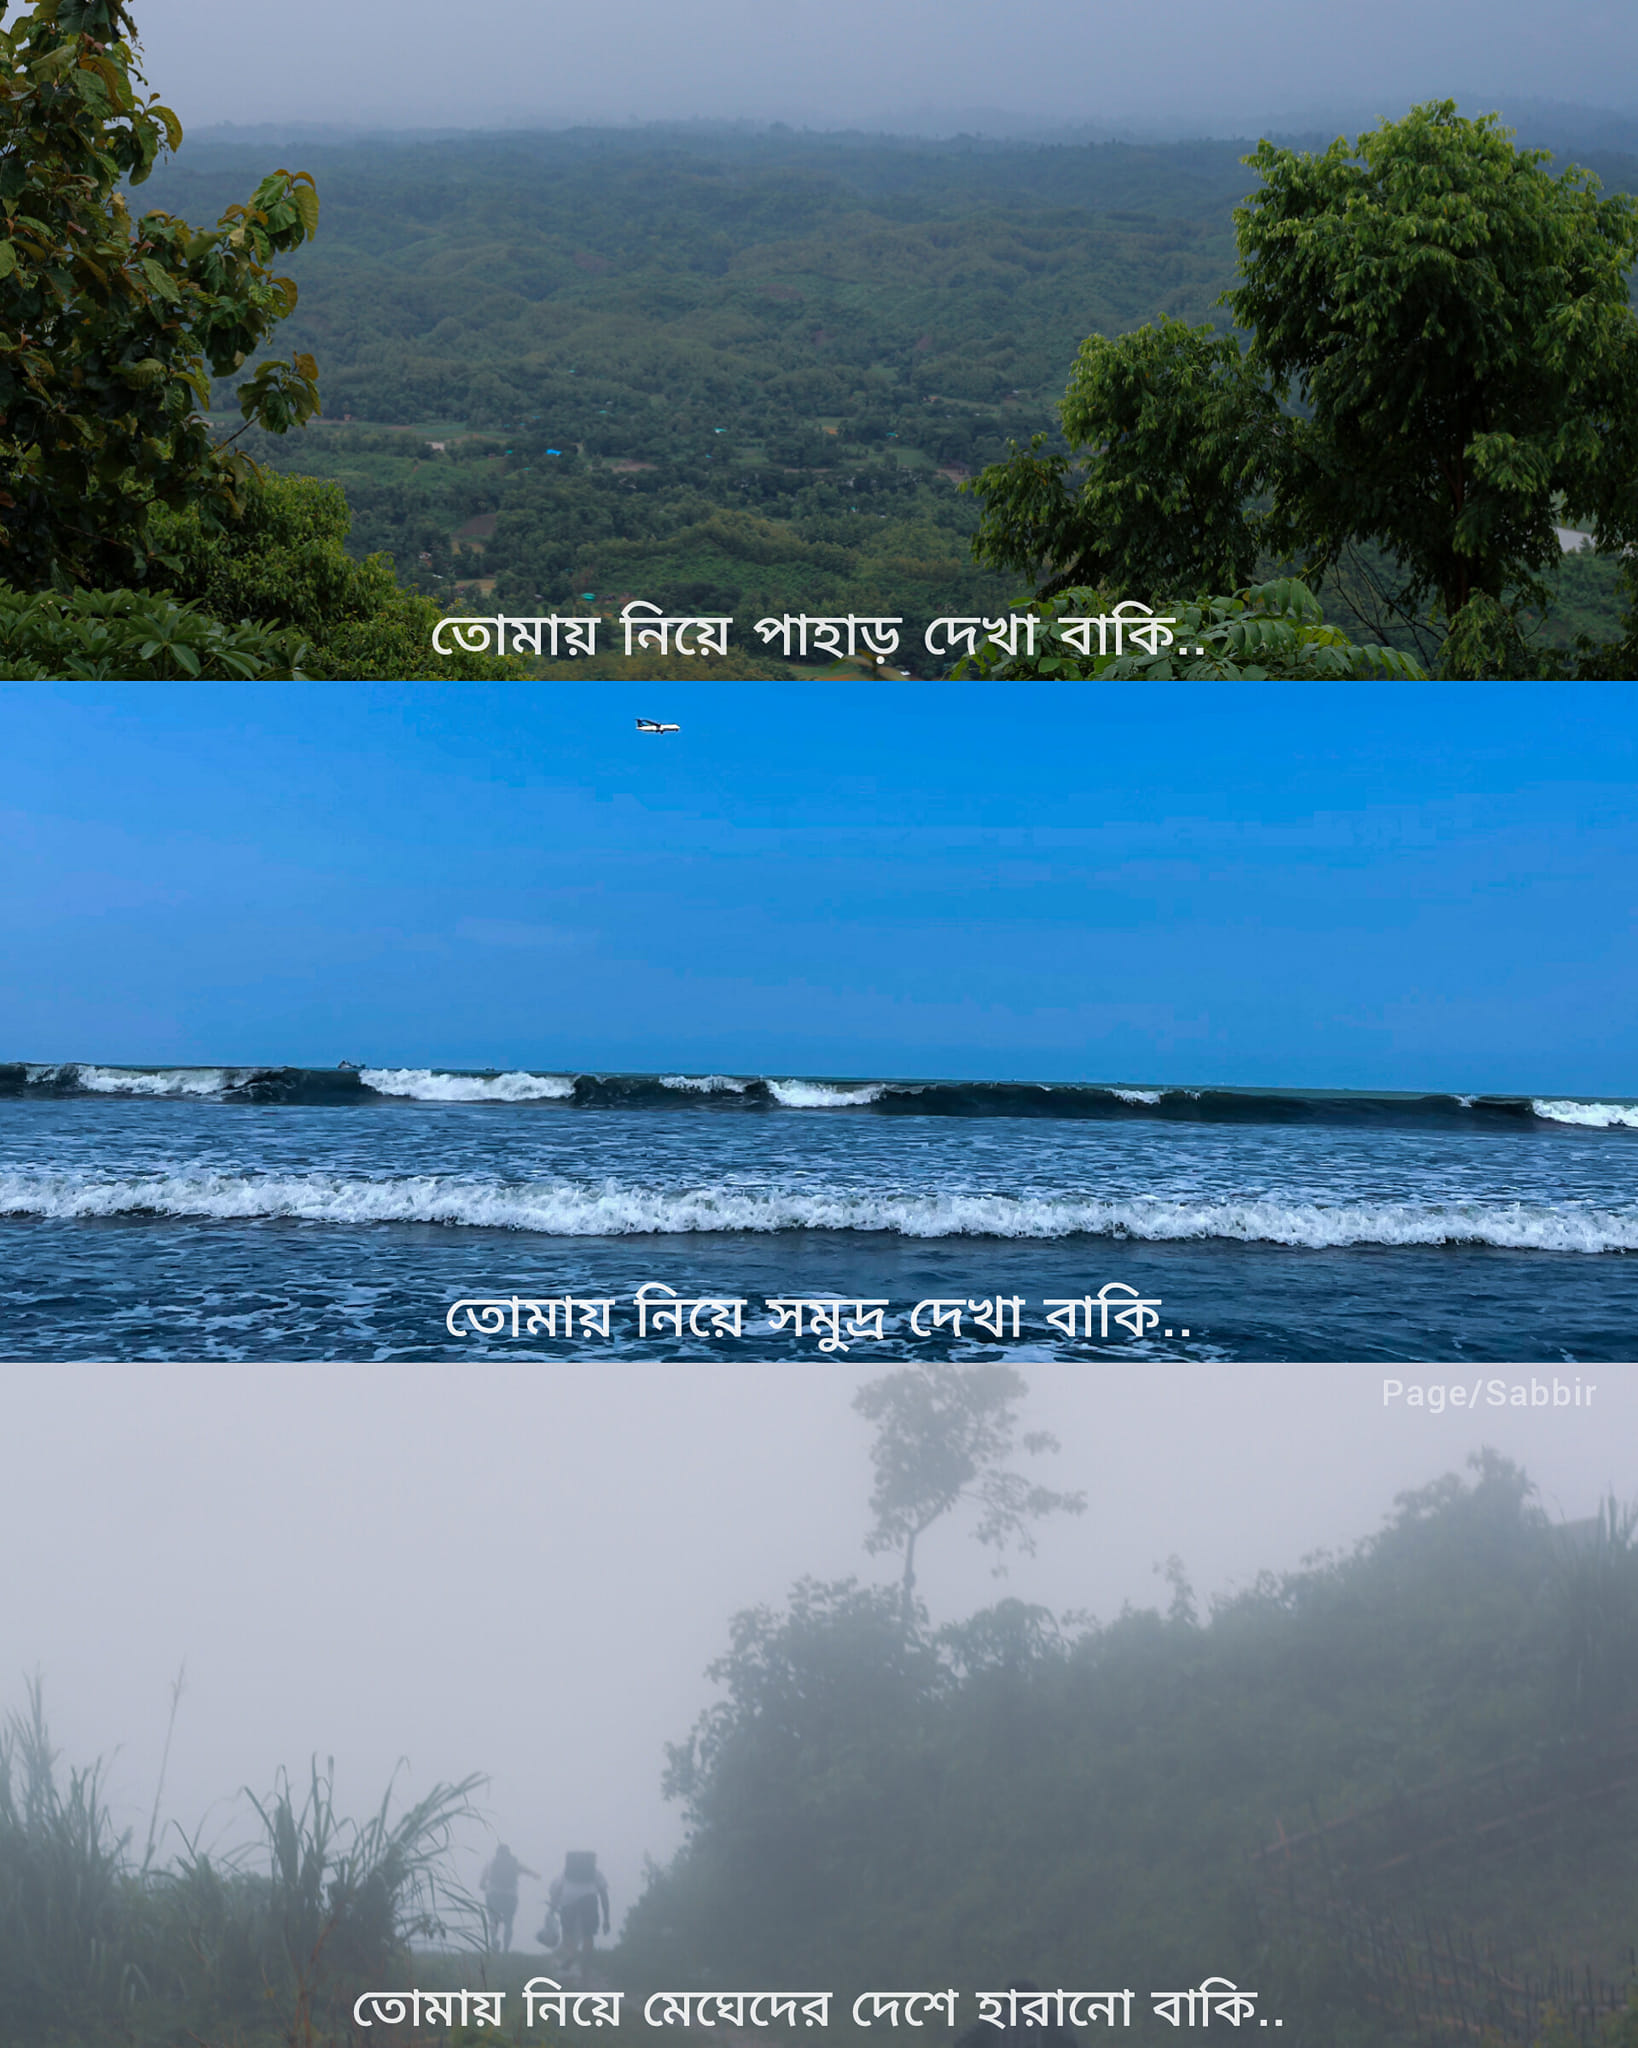 তোমায় নিয়ে পাহাড় দেখা বাকি..
তোমায় নিয়ে সমুদ্র দেখা বাকি..
Page/Sabbir
তোমায় নিয়ে মেঘেদের দেশে হারানো বাকি..